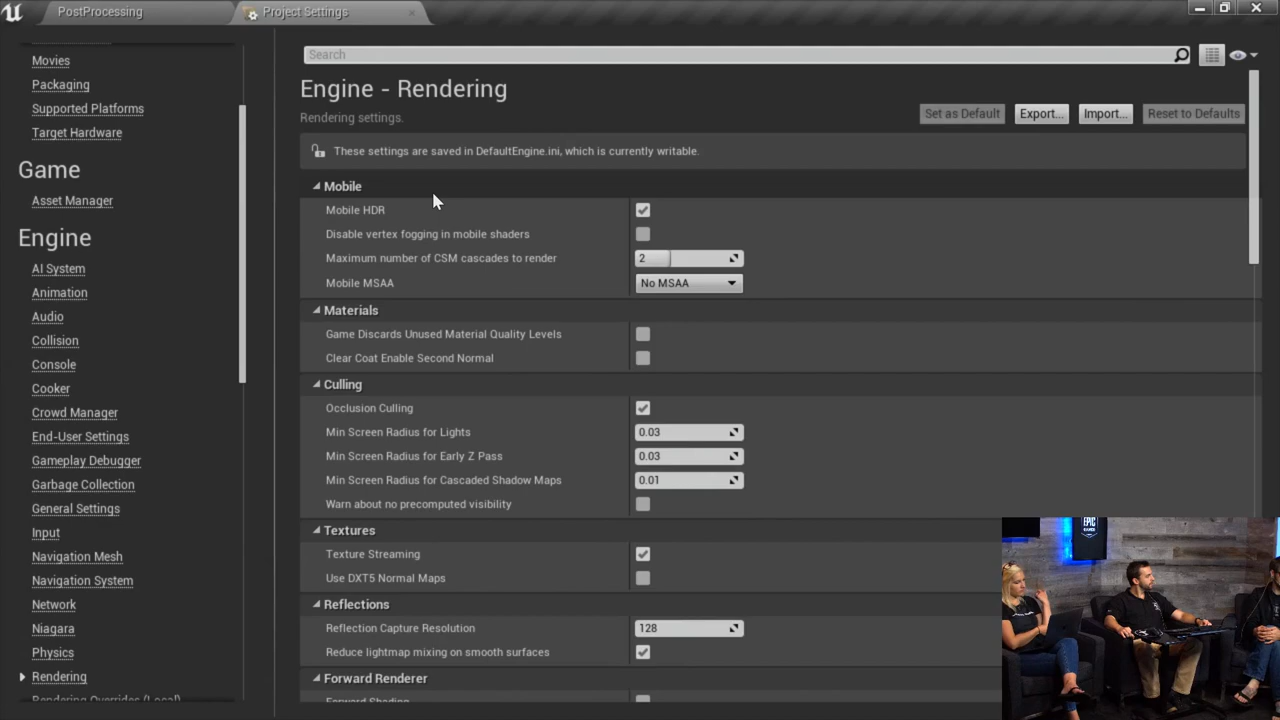 PostProcessing
Project Settings
Movies
Packaging
Supported Platforms
Target Hardware
Game
Asset Manager
Engine
AI System
Animation
Audio
Collision
Console
Cooker
Crowd Manager
End-User Settings
Gameplay Debugger
Garbage Collection
General Settings
Input
Navigation Mesh
Navigation System
Network
Niagara
Physics
Rendering
Rendering Overrides (Local)
Search
Engine - Rendering
Rendering settings.
Set as Default
Export...
Import...
Reset to Defaults
These settings are saved in DefaultEngine.ini, which is currently writable.
Mobile
Mobile HDR
Disable vertex fogging in mobile shaders
Maximum number of CSM cascades to render 2
Mobile MSAA No MSAA
Materials
Game Discards Unused Material Quality Levels
Clear Coat Enable Second Normal
Culling
Occlusion Culling
Min Screen Radius for Lights 0.03
Min Screen Radius for Early Z Pass 0.03
Min Screen Radius for Cascaded Shadow Maps 0.01
Warn about no precomputed visibility
Textures
Texture Streaming
Use DXT5 Normal Maps
Reflections
Reflection Capture Resolution 128
Reduce lightmap mixing on smooth surfaces
Forward Renderer
Forward Shading
EPIC
GAMES